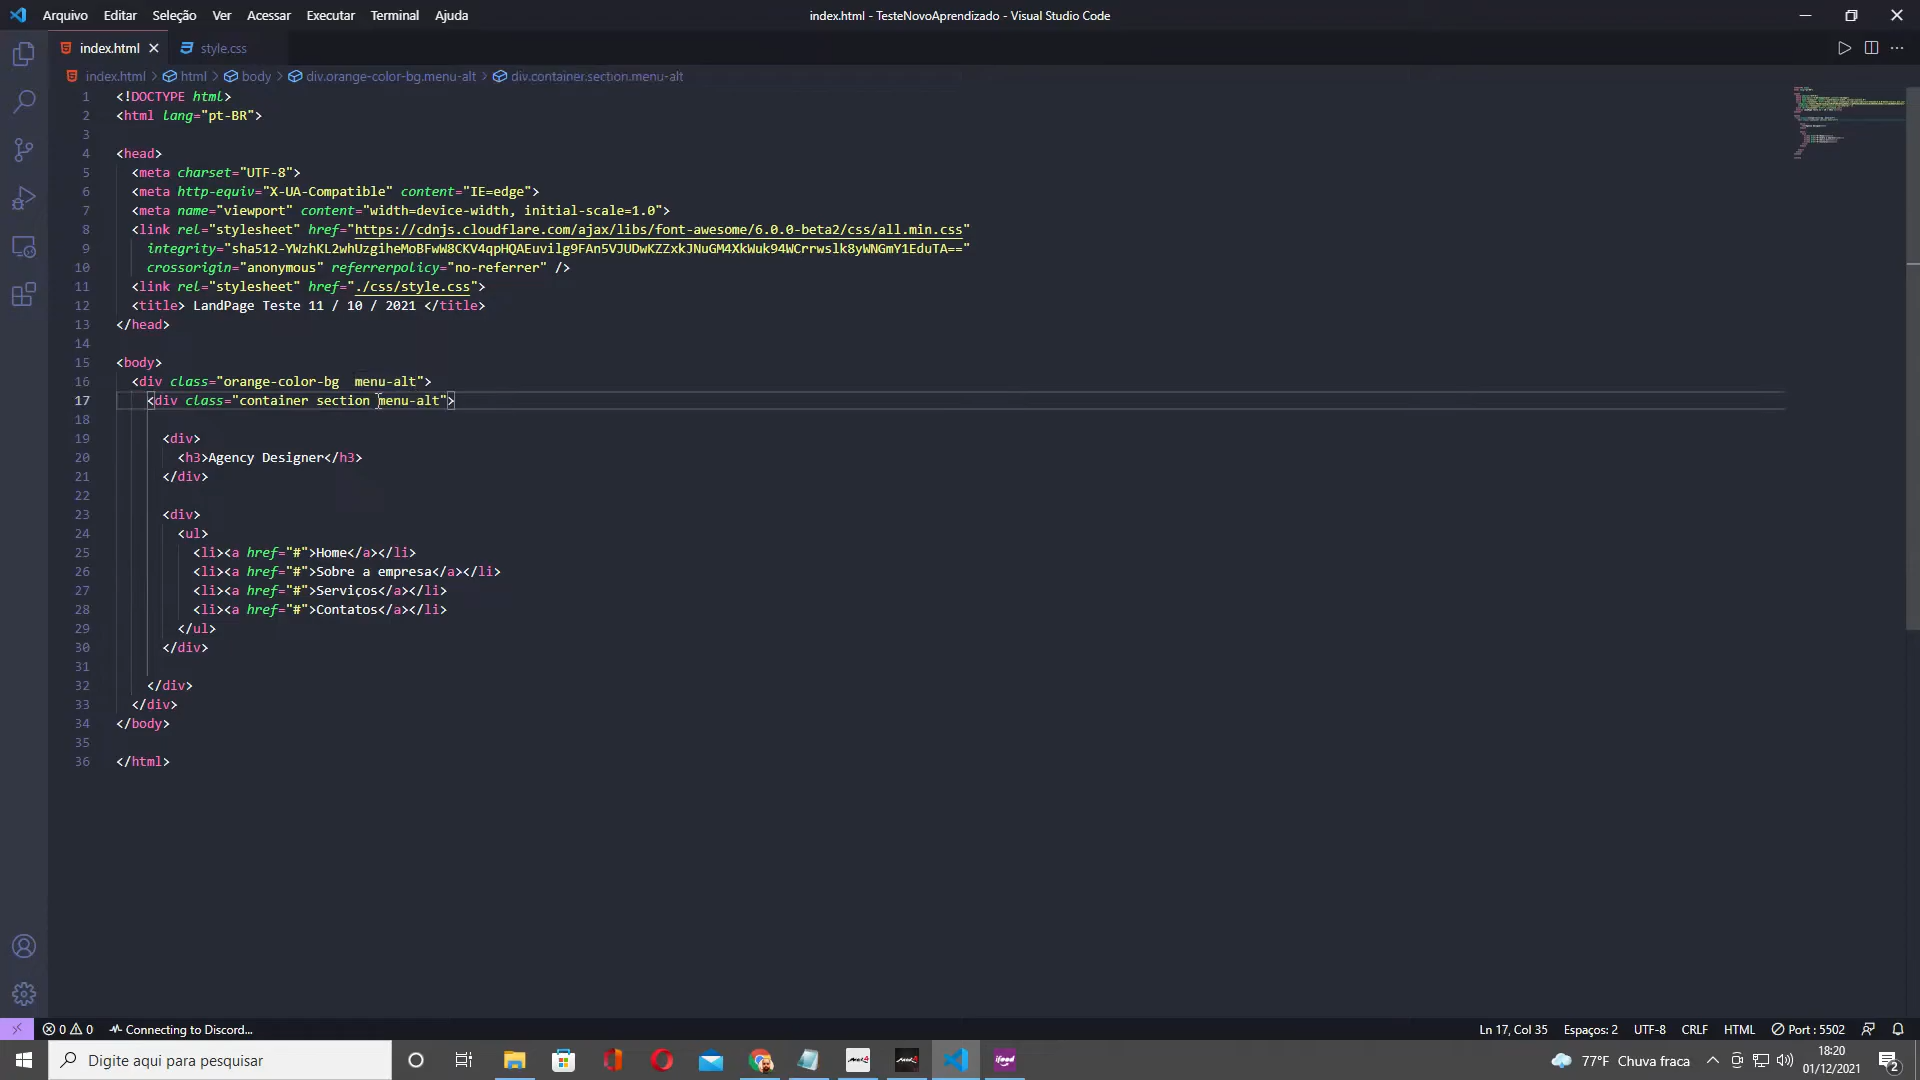 Arquivo Editar Seleção Ver Acessar Executar Terminal Ajuda
index.html - TesteNovoAprendizado - Visual Studio Code
index.html
style.css
index.html > html > body > div.orange-color-bg.menu-alt > div.container.section.menu-alt
1 <!DOCTYPE html>
2 <html lang="pt-BR">
3
4 <head>
5 <meta charset="UTF-8">
6 <meta http-equiv="X-UA-Compatible" content="IE=edge">
7 <meta name="viewport" content="width=device-width, initial-scale=1.0">
8 <link rel="stylesheet" href="https://cdnjs.cloudflare.com/ajax/libs/font-awesome/6.0.0-beta2/css/all.min.css"
9 integrity="sha512-YWzhKL2whUzgiheMoBFwW8CKV4qpHQAEuvilg9FAn5VJUDwKZZxkJNuGM4XkWuk94WCrrwslk8yWNGmY1EduTA=="
10 crossorigin="anonymous" referrerpolicy="no-referrer" />
11 <link rel="stylesheet" href="./css/style.css">
12 <title> LandPage Teste 11 / 10 / 2021 </title>
13 </head>
14
15 <body>
16 <div class="orange-color-bg  menu-alt">
17 <div class="container section menu-alt">
18
19 <div>
20 <h3>Agency Designer</h3>
21 </div>
22
23 <div>
24 <ul>
25 <li><a href="#">Home</a></li>
26 <li><a href="#">Sobre a empresa</a></li>
27 <li><a href="#">Serviços</a></li>
28 <li><a href="#">Contatos</a></li>
29 </ul>
30 </div>
31
32 </div>
33 </div>
34 </body>
35
36 </html>
0 0 Connecting to Discord...
Ln 17, Col 35 Espaços: 2 UTF-8 CRLF HTML Port : 5502
Digite aqui para pesquisar
ifood
77°F Chuva fraca
18:20
01/12/2021
2